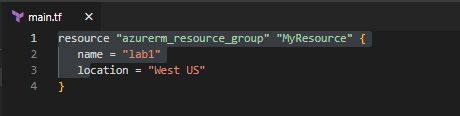 main.tf ×
1 resource "azurerm_resource_group" "MyResource" {
2 name = "lab1"
3 location = "West US"
4 }